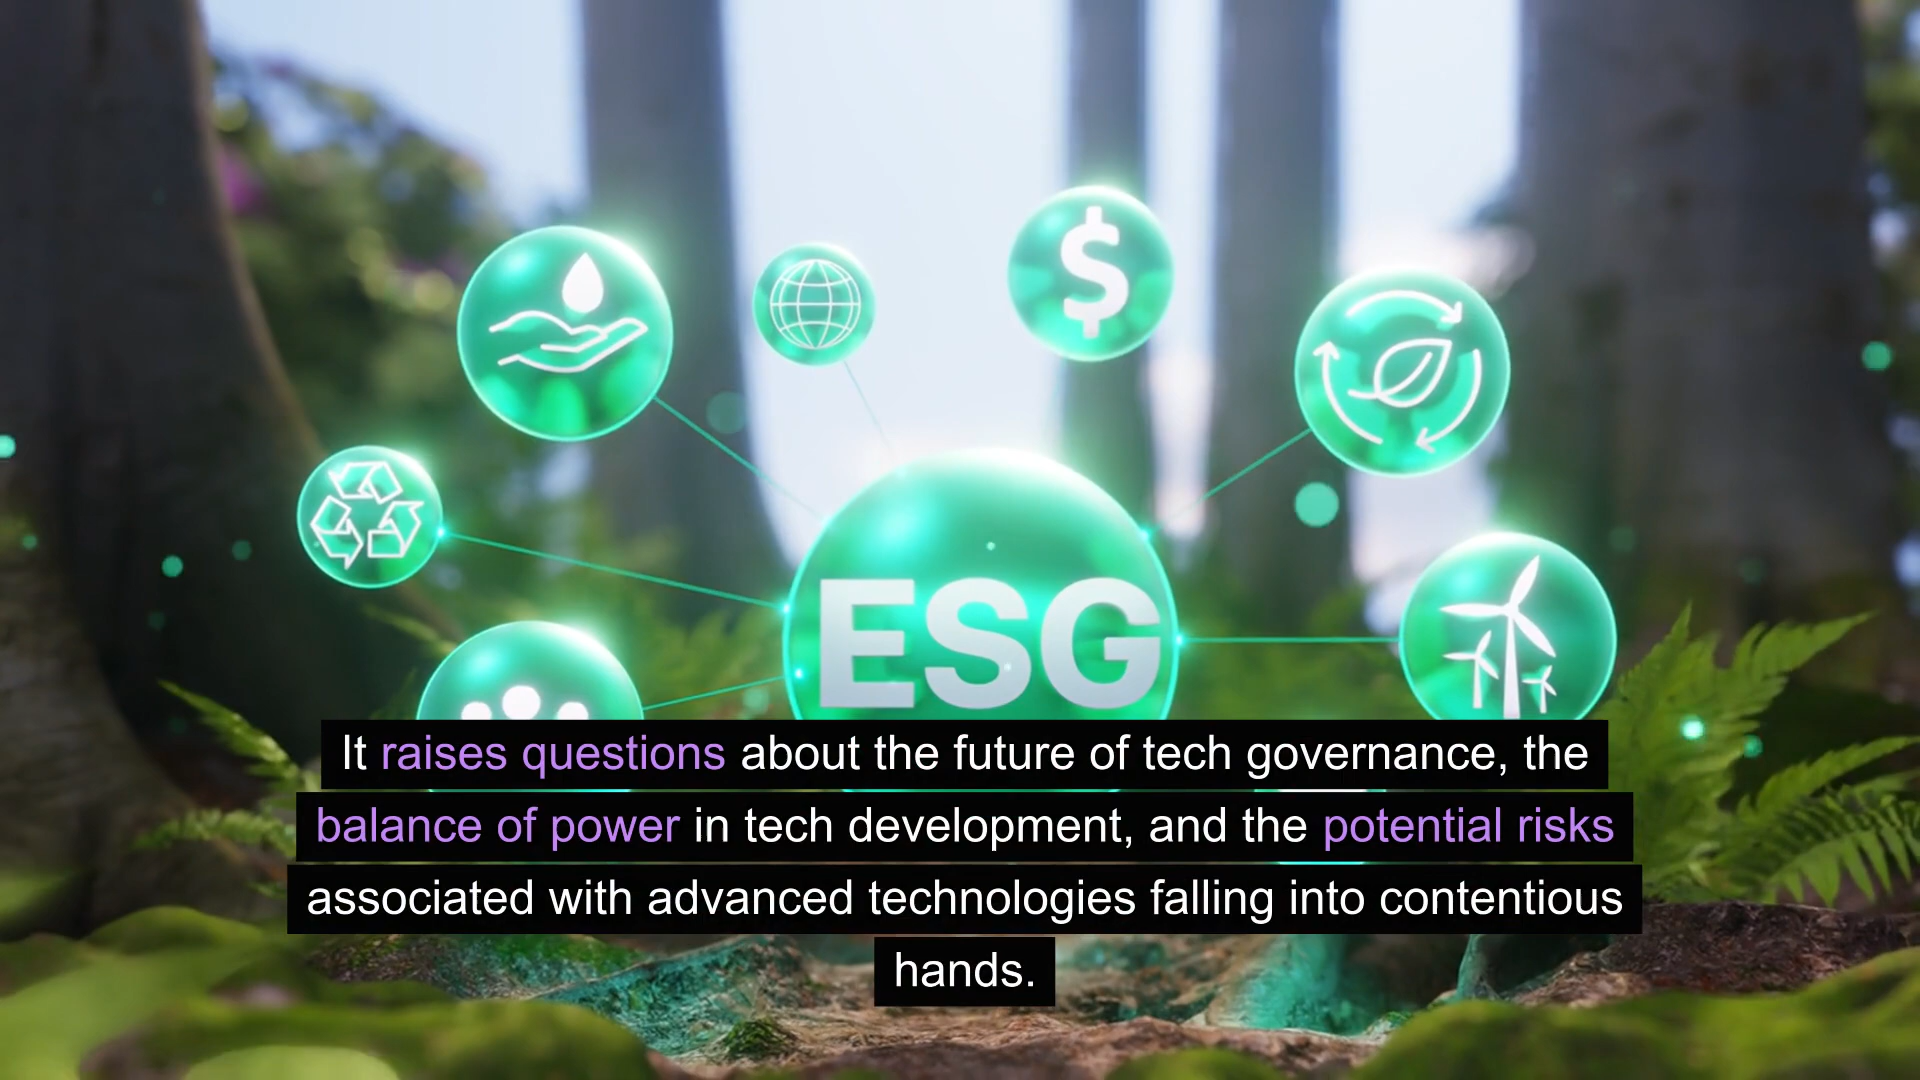 $
ESG
It raises questions about the future of tech governance, the
balance of power in tech development, and the potential risks
associated with advanced technologies falling into contentious
hands.